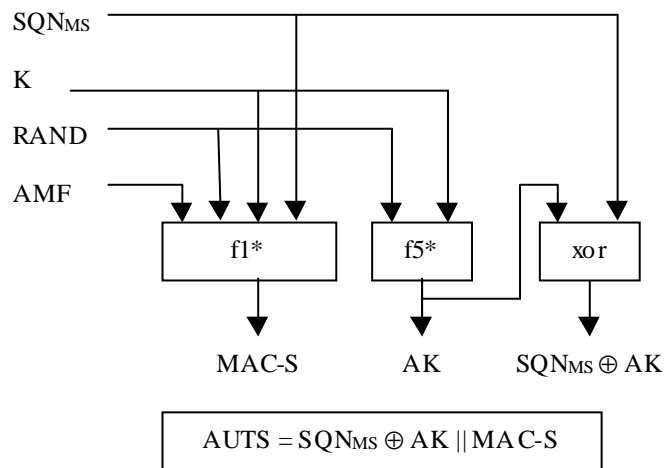 SQNMS
K
RAND
AMF
f1* f5* xor
MAC-S AK SQNMS ⊕ AK
AUTS = SQNMS ⊕ AK || MAC-S